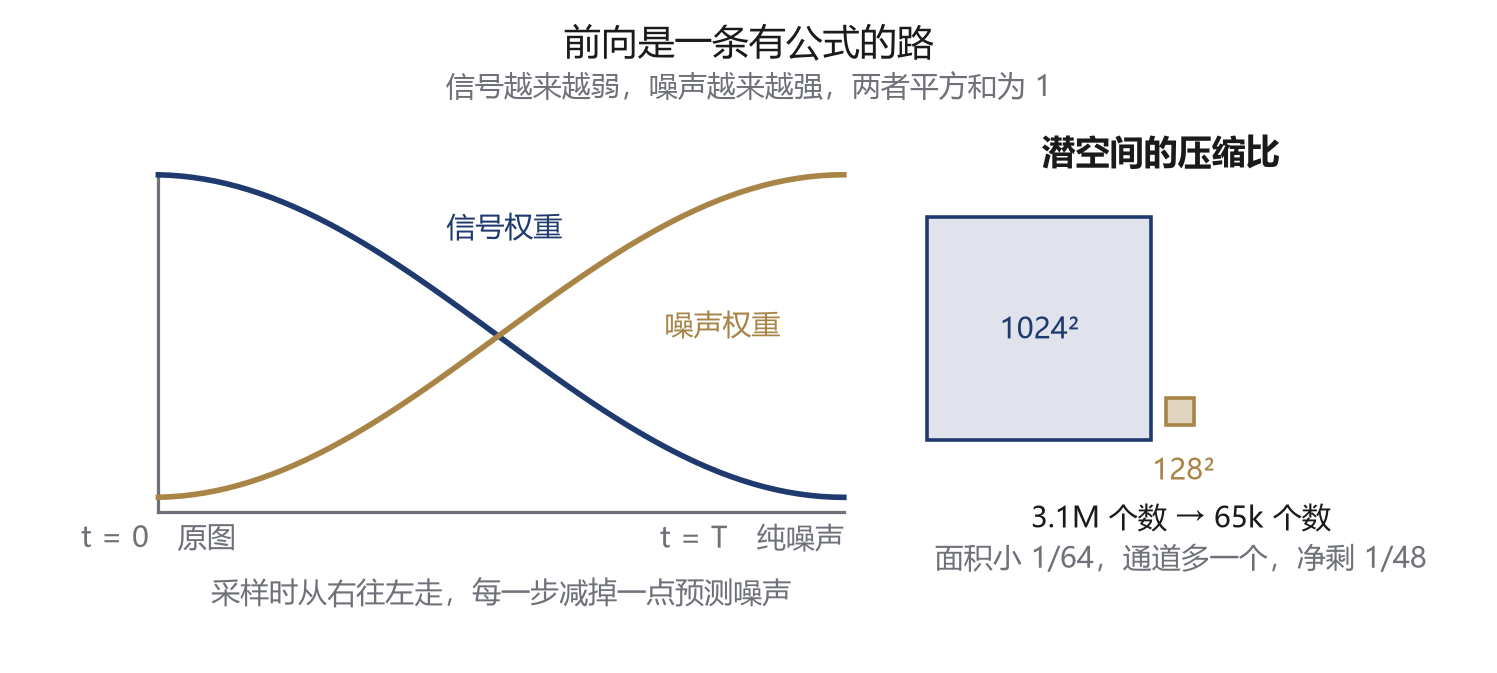 前向是一条有公式的路
信号越来越弱，噪声越来越强，两者平方和为 1
信号权重
噪声权重
t = 0 原图
t = T 纯噪声
采样时从右往左走，每一步减掉一点预测噪声
潜空间的压缩比
1024²
128²
3.1M 个数 → 65k 个数
面积小 1/64，通道多一个，净剩 1/48